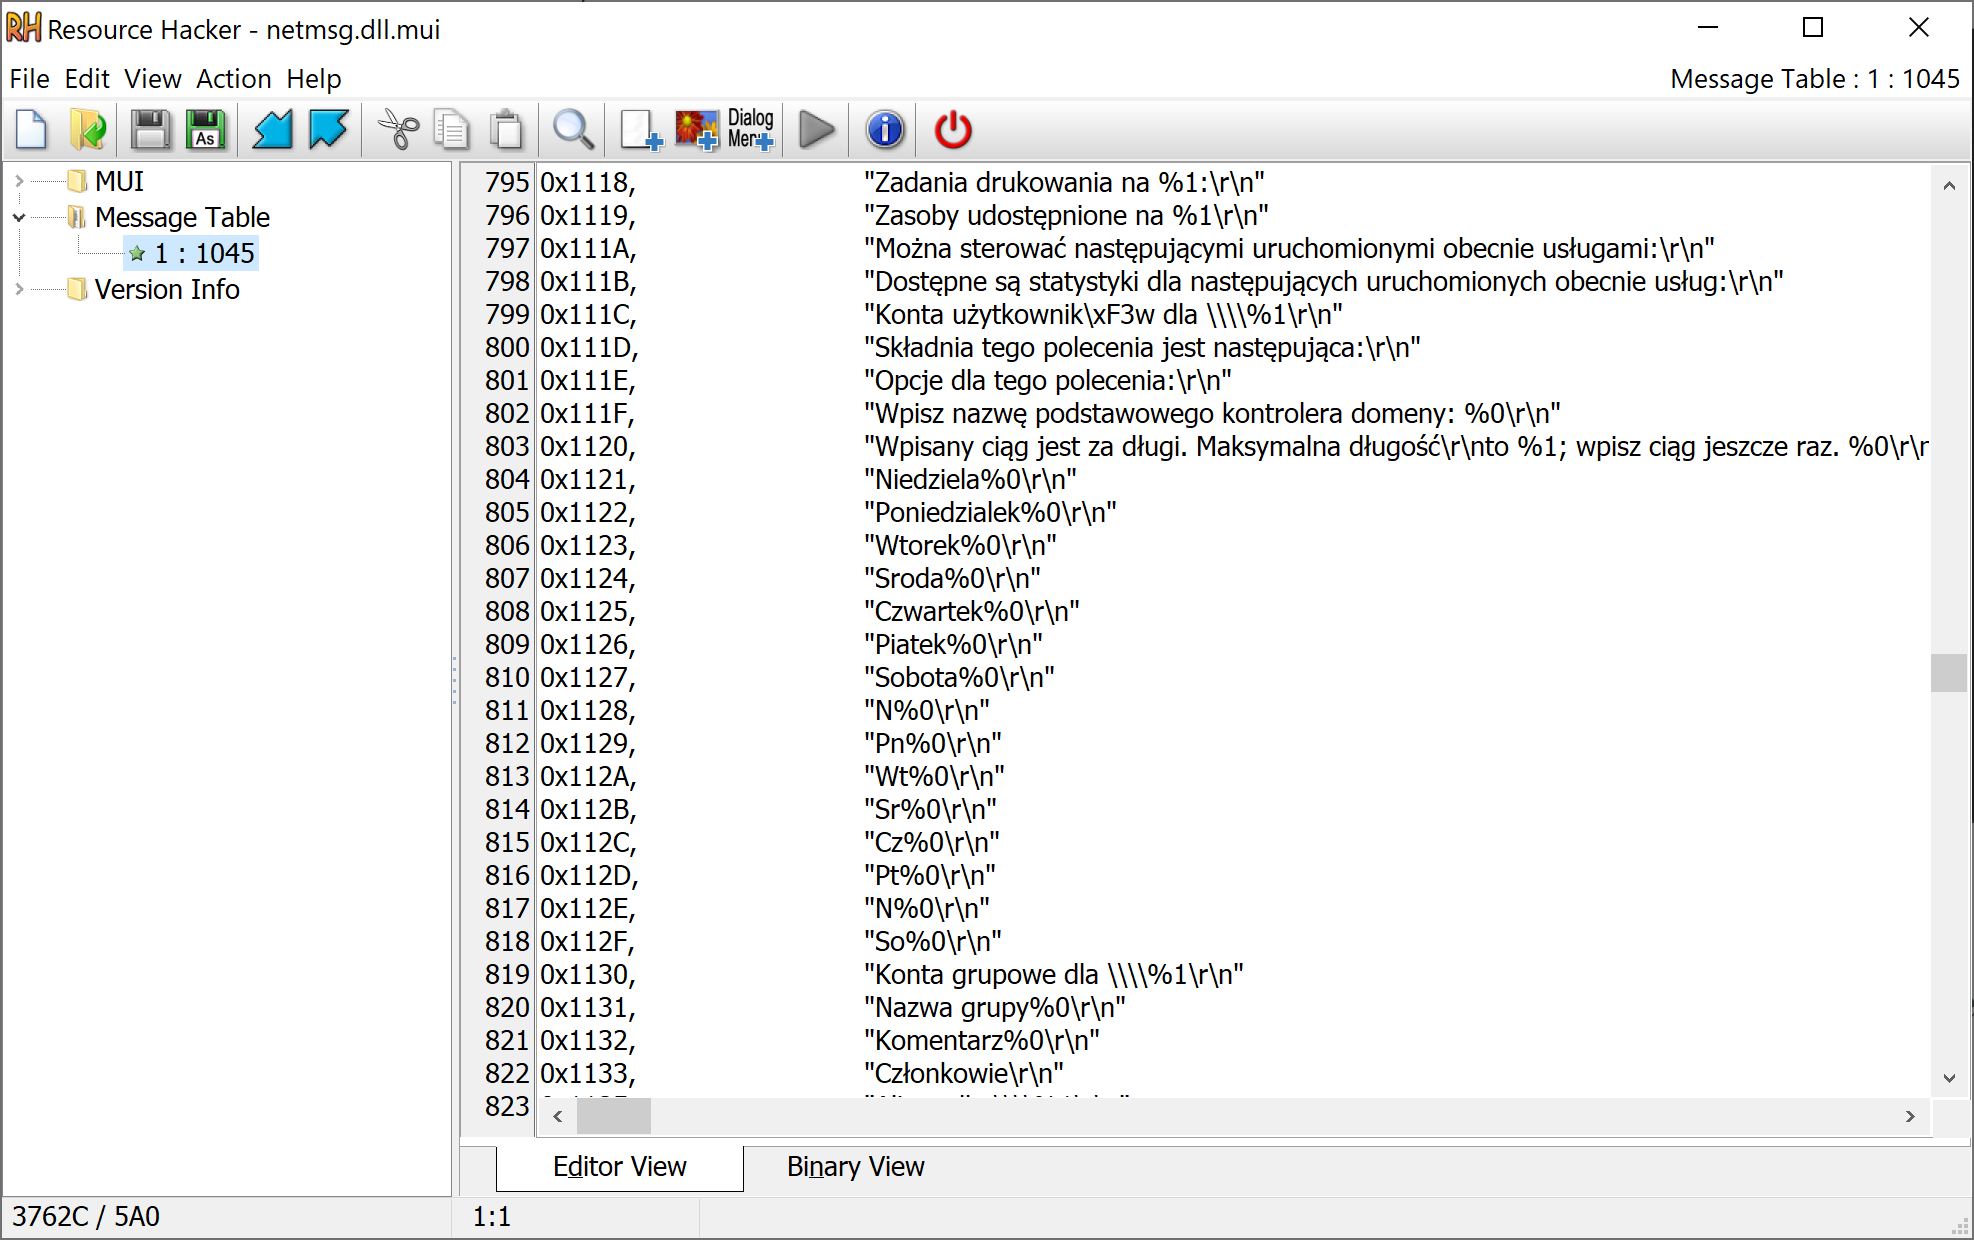 RH Resource Hacker - netmsg.dll.mui
File Edit View Action Help
Message Table : 1 : 1045
As
Dialog
Men
MUI
Message Table
1 : 1045
Version Info
795 0x1118, "Zadania drukowania na %1:\r\n"
796 0x1119, "Zasoby udostępnione na %1\r\n"
797 0x111A, "Można sterować następującymi uruchomionymi obecnie usługami:\r\n"
798 0x111B, "Dostępne są statystyki dla następujących uruchomionych obecnie usług:\r\n"
799 0x111C, "Konta użytkownik\xF3w dla \\\\%1\r\n"
800 0x111D, "Składnia tego polecenia jest następująca:\r\n"
801 0x111E, "Opcje dla tego polecenia:\r\n"
802 0x111F, "Wpisz nazwę podstawowego kontrolera domeny: %0\r\n"
803 0x1120, "Wpisany ciąg jest za długi. Maksymalna długość\r\nto %1; wpisz ciąg jeszcze raz. %0\r\r
804 0x1121, "Niedziela%0\r\n"
805 0x1122, "Poniedzialek%0\r\n"
806 0x1123, "Wtorek%0\r\n"
807 0x1124, "Sroda%0\r\n"
808 0x1125, "Czwartek%0\r\n"
809 0x1126, "Piatek%0\r\n"
810 0x1127, "Sobota%0\r\n"
811 0x1128, "N%0\r\n"
812 0x1129, "Pn%0\r\n"
813 0x112A, "Wt%0\r\n"
814 0x112B, "Sr%0\r\n"
815 0x112C, "Cz%0\r\n"
816 0x112D, "Pt%0\r\n"
817 0x112E, "N%0\r\n"
818 0x112F, "So%0\r\n"
819 0x1130, "Konta grupowe dla \\\\%1\r\n"
820 0x1131, "Nazwa grupy%0\r\n"
821 0x1132, "Komentarz%0\r\n"
822 0x1133, "Członkowie\r\n"
823
Editor View
Binary View
3762C / 5A0
1:1